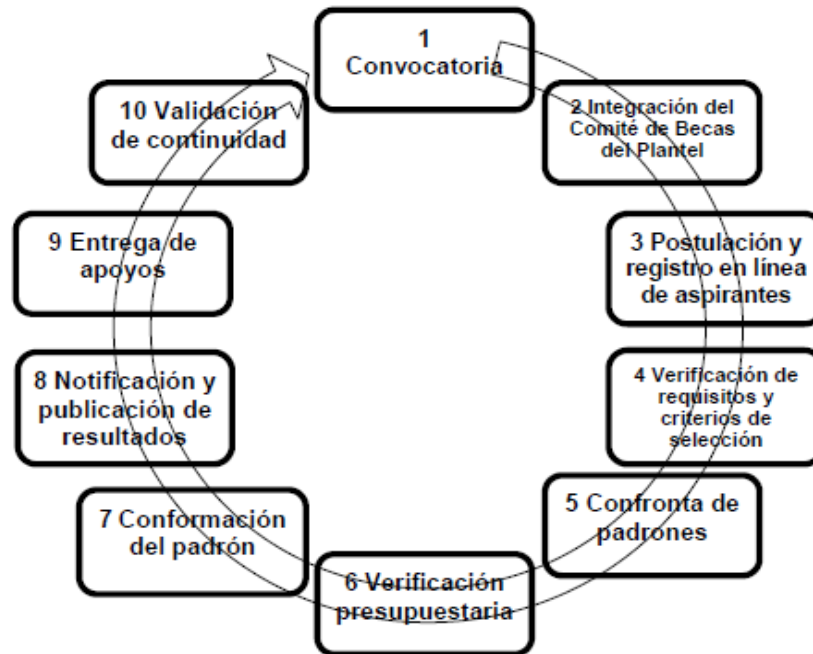 1
Convocatoria
2 Integración del
Comité de Becas
del Plantel
3 Postulación y
registro en línea
de aspirantes
4 Verificación de
requisitos y
criterios de
selección
5 Confronta de
padrones
6 Verificación
presupuestaria
7 Conformación
del padrón
8 Notificación y
publicación de
resultados
9 Entrega de
apoyos
10 Validación
de continuidad